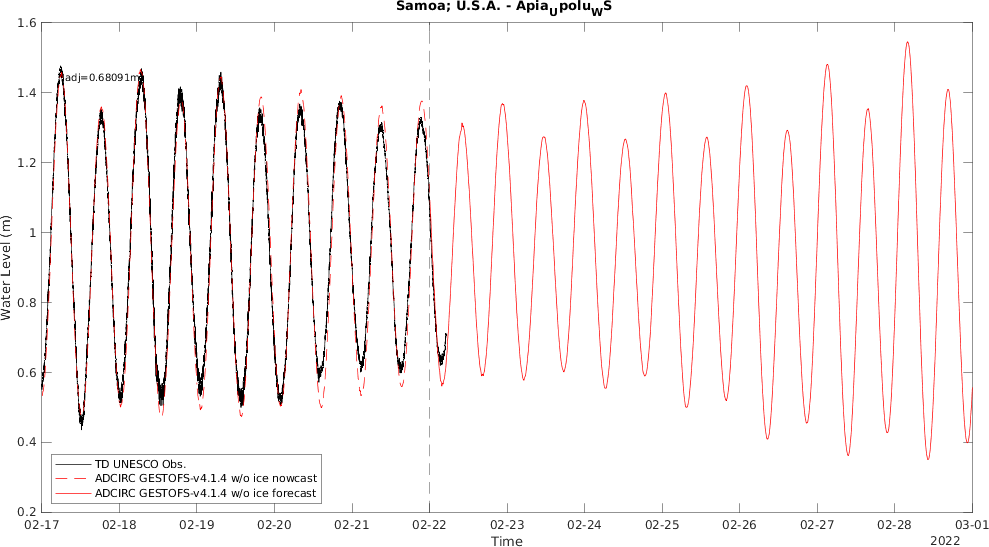 Samoa; U.S.A. - ApiaUpoluWS
1.6
1.4
1.2
1
0.8
0.6
0.4
0.2
Water Level (m)
adj=0.68091m
TD UNESCO Obs.
ADCIRC GESTOFS-v4.1.4 w/o ice nowcast
ADCIRC GESTOFS-v4.1.4 w/o ice forecast
02-17 02-18 02-19 02-20 02-21 02-22 02-23 02-24 02-25 02-26 02-27 02-28 03-01
Time
2022